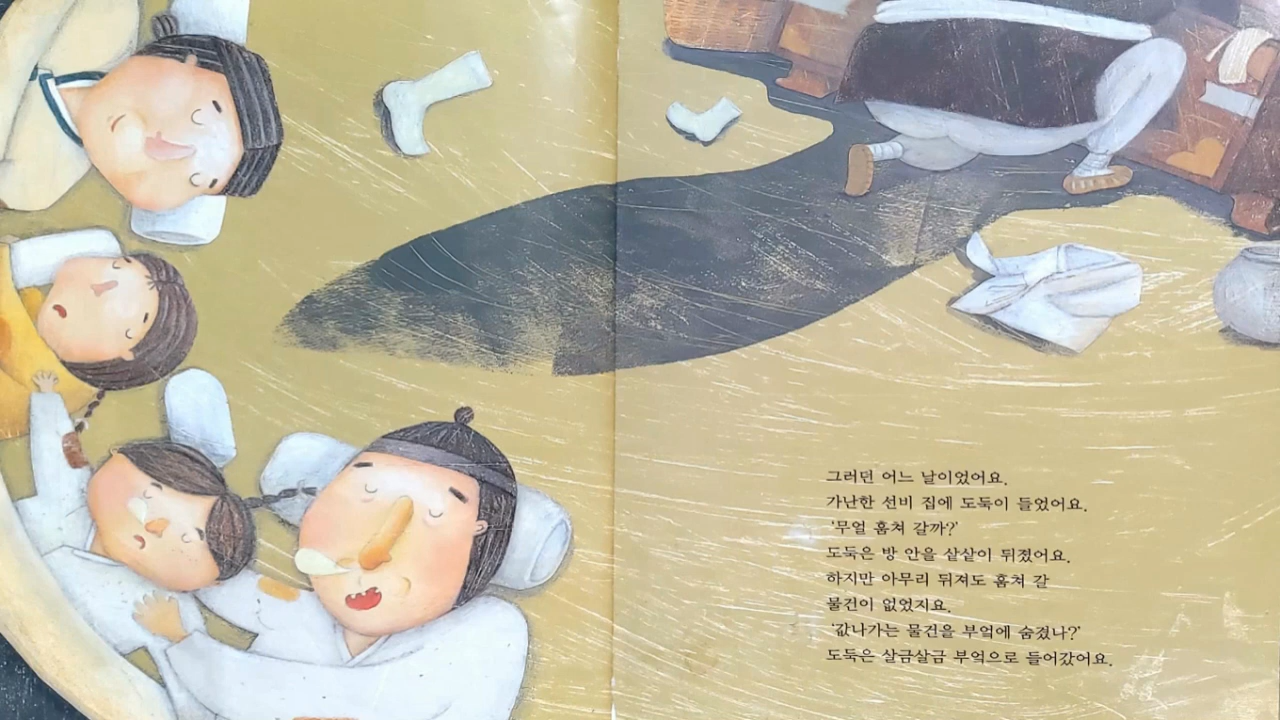 그러던 어느 날이었어요.
가난한 선비 집에 도둑이 들었어요.
'무얼 훔쳐 갈까?'
도둑은 방 안을 샅샅이 뒤졌어요.
하지만 아무리 뒤져도 훔쳐 갈
물건이 없었지요.
'값나가는 물건을 부엌에 숨겼나?'
도둑은 살금살금 부엌으로 들어갔어요.